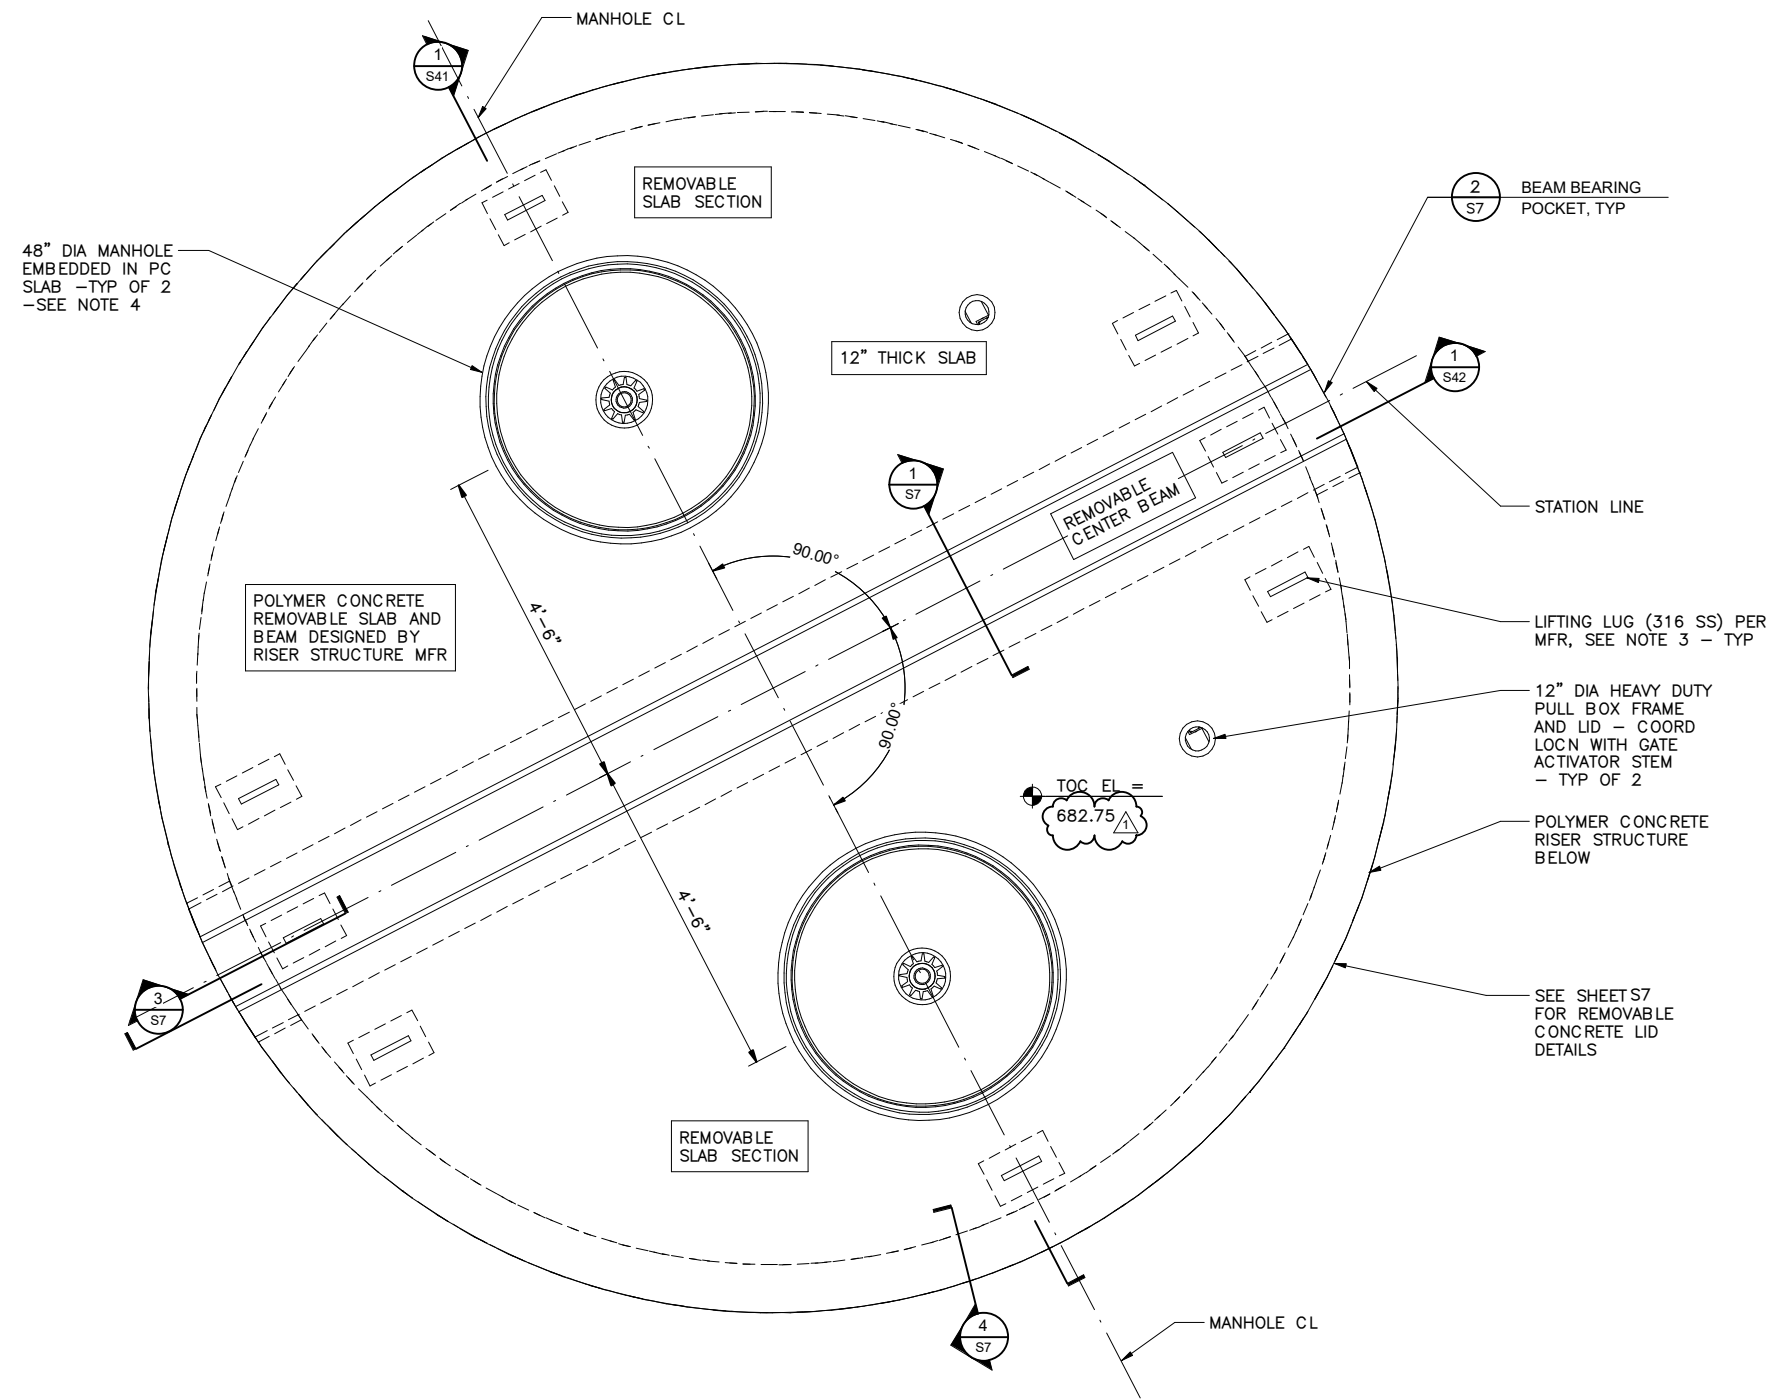 MANHOLE CL
1
S41
REMOVABLE
SLAB SECTION
2
S7
BEAM BEARING
POCKET, TYP
48" DIA MANHOLE
EMBEDDED IN PC
SLAB -TYP OF 2
-SEE NOTE 4
12" THICK SLAB
1
S42
1
S7
REMOVABLE
CENTER BEAM
STATION LINE
90.00°
POLYMER CONCRETE
REMOVABLE SLAB AND
BEAM DESIGNED BY
RISER STRUCTURE MFR
4'-6"
LIFTING LUG (316 SS) PER
MFR, SEE NOTE 3 - TYP
90.00°
12" DIA HEAVY DUTY
PULL BOX FRAME
AND LID - COORD
LOCN WITH GATE
ACTIVATOR STEM
- TYP OF 2
TOC EL =
682.75
1
POLYMER CONCRETE
RISER STRUCTURE
BELOW
4'-6"
3
S7
SEE SHEET S7
FOR REMOVABLE
CONCRETE LID
DETAILS
REMOVABLE
SLAB SECTION
4
S7
MANHOLE CL